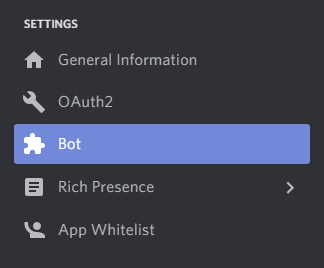 SETTINGS
General Information
OAuth2
Bot
Rich Presence
App Whitelist